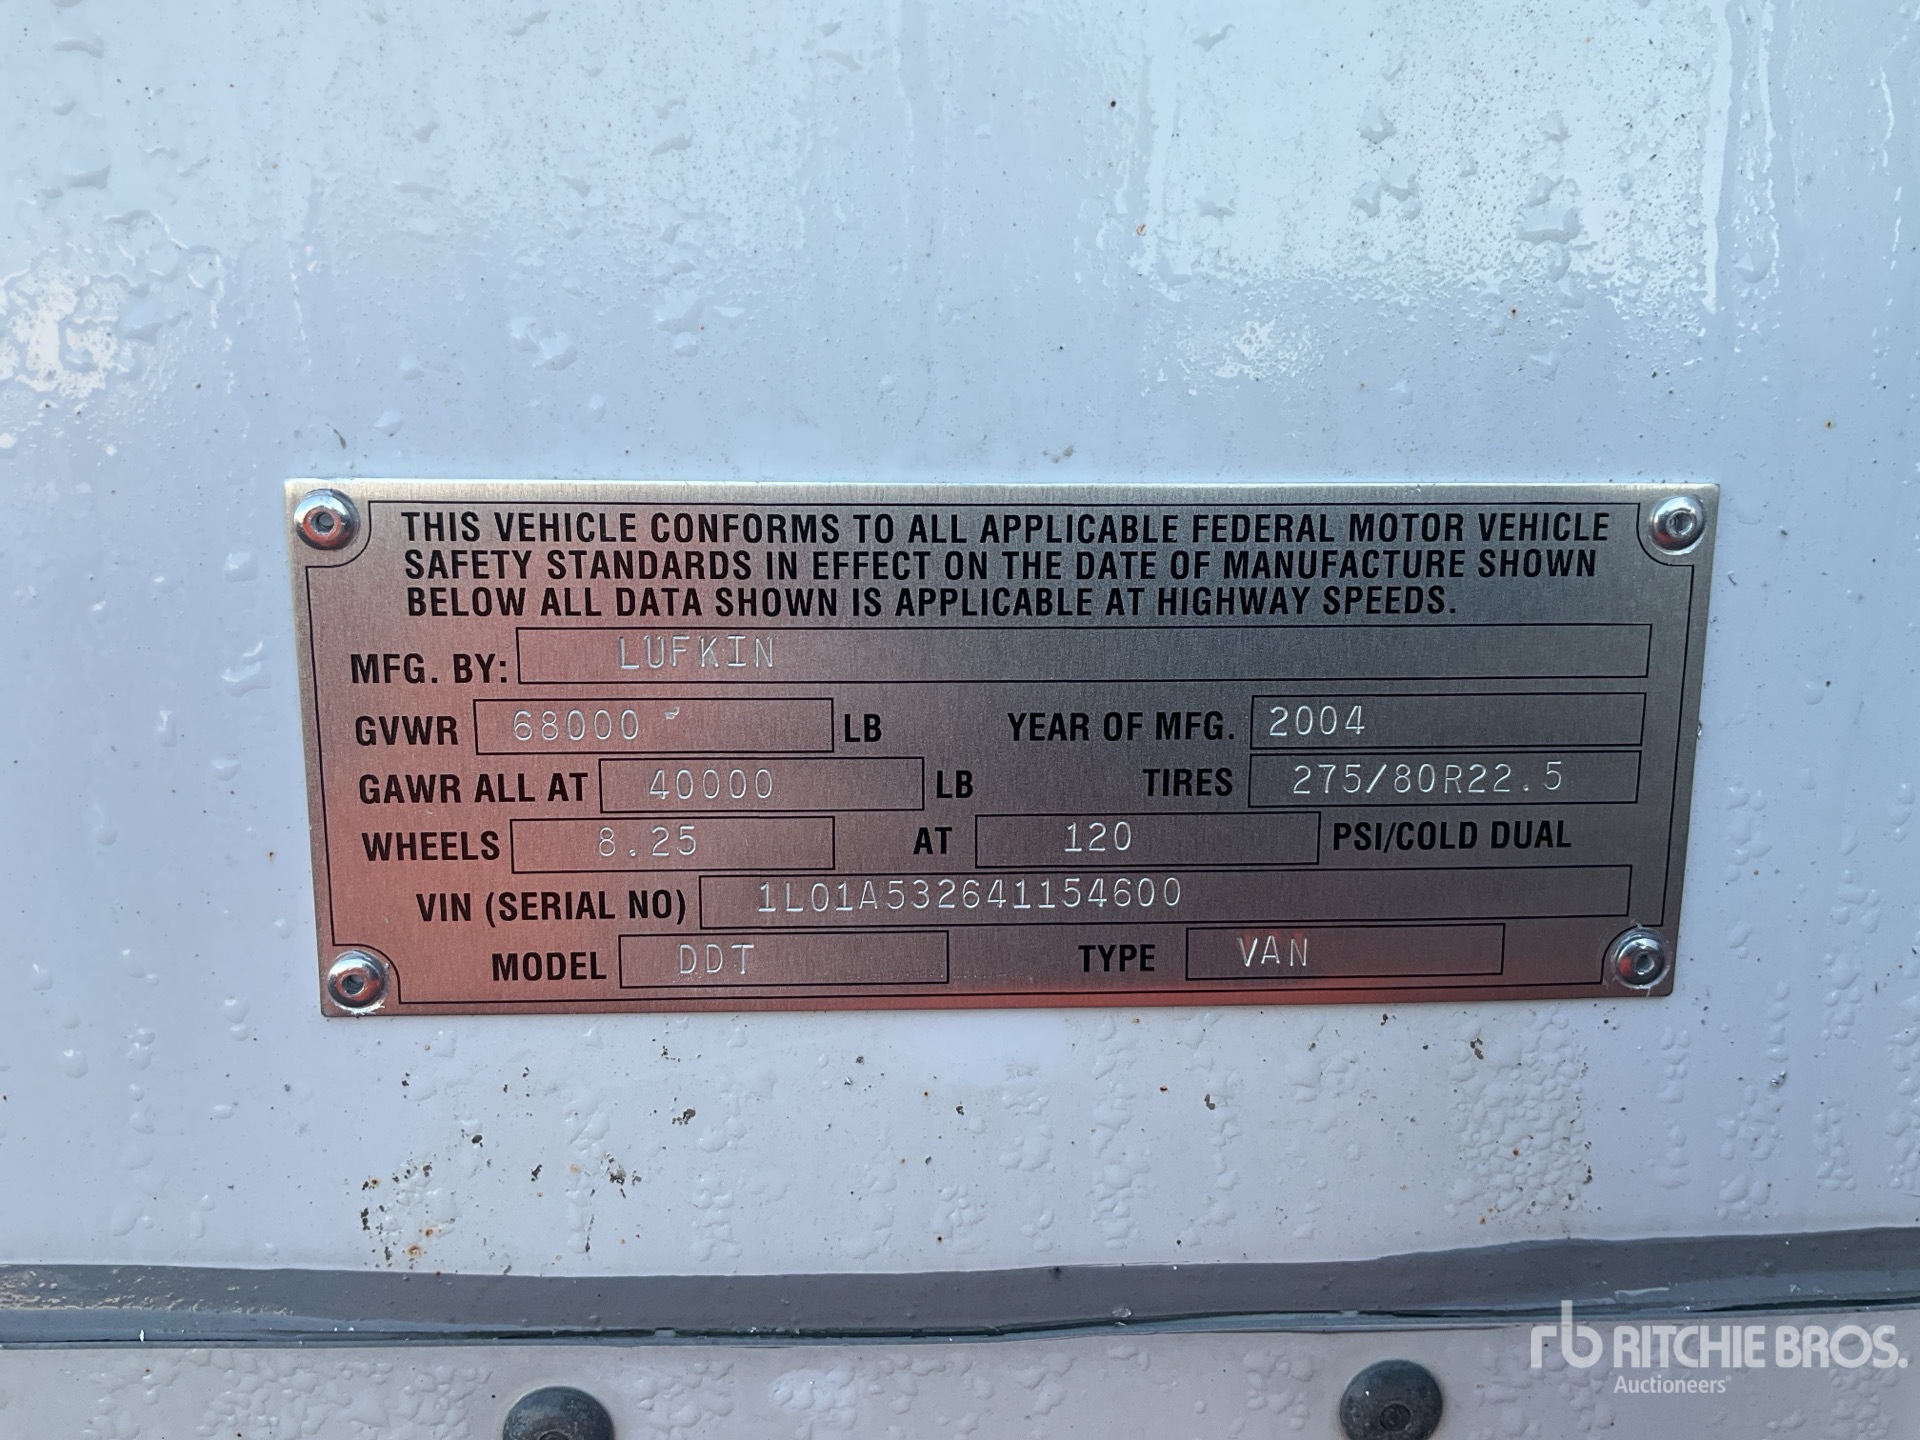 THIS VEHICLE CONFORMS TO ALL APPLICABLE FEDERAL MOTOR VEHICLE
SAFETY STANDARDS IN EFFECT ON THE DATE OF MANUFACTURE SHOWN
BELOW ALL DATA SHOWN IS APPLICABLE AT HIGHWAY SPEEDS.
MFG. BY: LUFKIN
GVWR 68000 LB YEAR OF MFG. 2004
GAWR ALL AT 40000 LB TIRES 275/80R22.5
WHEELS 8.25 AT 120 PSI/COLD DUAL
VIN (SERIAL NO) 1L01A532641154600
MODEL DDT TYPE VAN
rb RITCHIE BROS.
Auctioneers